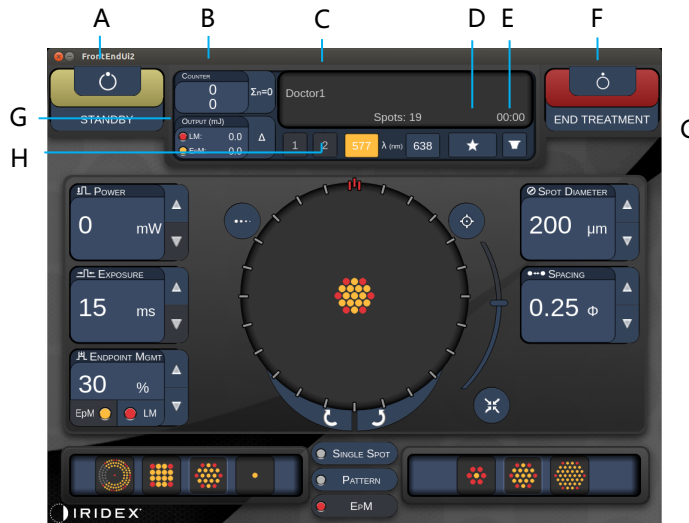 A
B
C
D
E
F
G
H
FrontEndUi2
STANDBY
COUNTER
0
0
Σn=0
OUTPUT (mJ)
LM: 0.0
EPM: 0.0
Δ
Doctor1
Spots: 19 00:00
1 2 577 λ (nm) 638
END TREATMENT
POWER
0 mW
EXPOSURE
15 ms
ENDPOINT MGMT
30 %
EpM LM
SPOT DIAMETER
200 µm
SPACING
0.25 Φ
SINGLE SPOT
PATTERN
EPM
IRIDEX